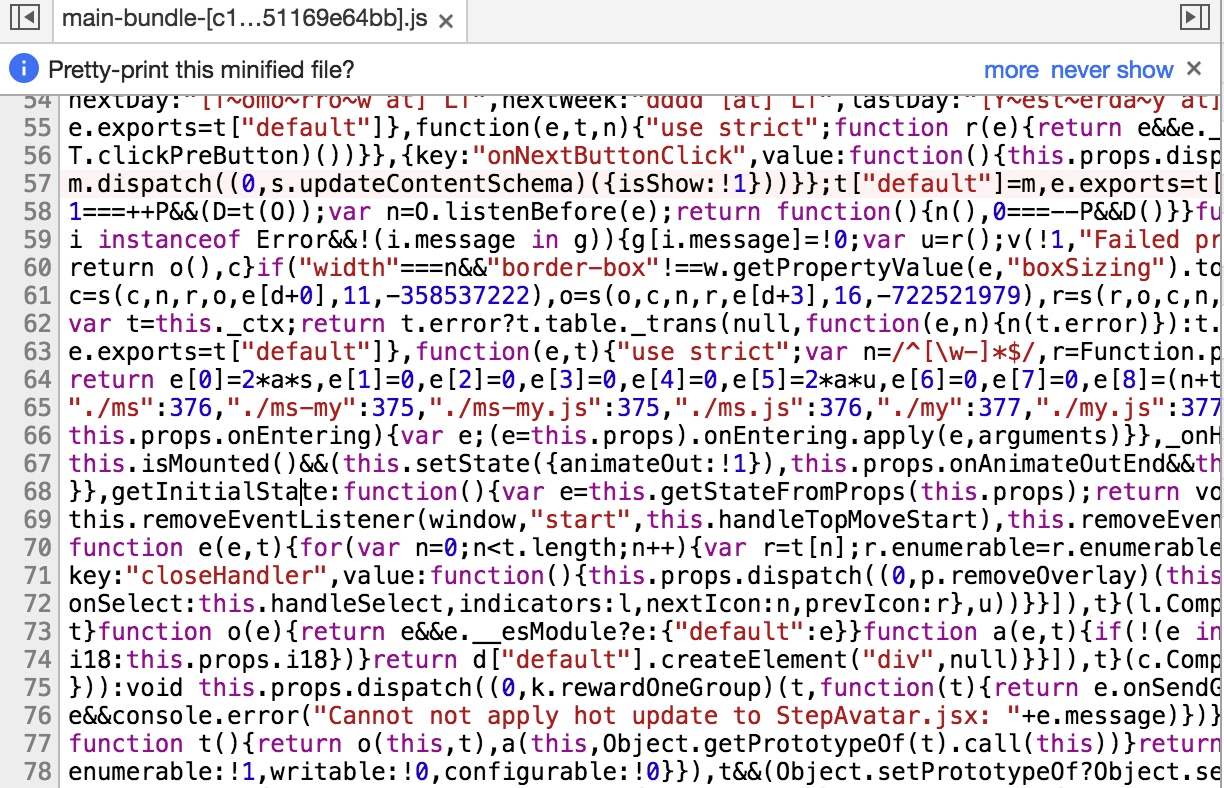 main-bundle-[c1...51169e64bb].js ×
Pretty-print this minified file? more never show ×
54 nextDay:"[T~omo~rro~w at] LT",nextWeek:"dddd [at] LT",lastDay:"[Y~est~erda~y at]
55 e.exports=t["default"]},function(e,t,n){"use strict";function r(e){return e&&e._
56 T.clickPreButton)())}},{key:"onNextButtonClick",value:function(){this.props.disp
57 m.dispatch((0,s.updateContentSchema)({isShow:!1}))}};t["default"]=m,e.exports=t[
58 1===++P&&(D=t(O));var n=O.listenBefore(e);return function(){n(),0===--P&&D()}}fu
59 i instanceof Error&&!(i.message in g)){g[i.message]=!0;var u=r();v(!1,"Failed pr
60 return o(),c}if("width"===n&&"border-box"!==w.getPropertyValue(e,"boxSizing").to
61 c=s(c,n,r,o,e[d+0],11,-358537222),o=s(o,c,n,r,e[d+3],16,-722521979),r=s(r,o,c,n,
62 var t=this._ctx;return t.error?t.table._trans(null,function(e,n){n(t.error)}):t.
63 e.exports=t["default"]},function(e,t){"use strict";var n=/^[\w-]*$/,r=Function.p
64 return e[0]=2*a*s,e[1]=0,e[2]=0,e[3]=0,e[4]=0,e[5]=2*a*u,e[6]=0,e[7]=0,e[8]=(n+t
65 "./ms":376,"./ms-my":375,"./ms-my.js":375,"./ms.js":376,"./my":377,"./my.js":377
66 this.props.onEntering){var e;(e=this.props).onEntering.apply(e,arguments)}},_onH
67 this.isMounted()&&(this.setState({animateOut:!1}),this.props.onAnimateOutEnd&&th
68 }},getInitialState:function(){var e=this.getStateFromProps(this.props);return vo
69 this.removeEventListener(window,"start",this.handleTopMoveStart),this.removeEven
70 function e(e,t){for(var n=0;n<t.length;n++){var r=t[n];r.enumerable=r.enumerable
71 key:"closeHandler",value:function(){this.props.dispatch((0,p.removeOverlay)(this
72 onSelect:this.handleSelect,indicators:l,nextIcon:n,prevIcon:r},u))}}]),t}(l.Comp
73 t}function o(e){return e&&e.__esModule?e:{"default":e}}function a(e,t){if(!(e in
74 i18:this.props.i18})}return d["default"].createElement("div",null)}}]),t}(c.Comp
75 })):void this.props.dispatch((0,k.rewardOneGroup)(t,function(t){return e.onSendG
76 e&&console.error("Cannot not apply hot update to StepAvatar.jsx: "+e.message)})}
77 function t(){return o(this,t),a(this,Object.getPrototypeOf(t).call(this))}return
78 enumerable:!1,writable:!0,configurable:!0}}),t&&(Object.setPrototypeOf?Object.se